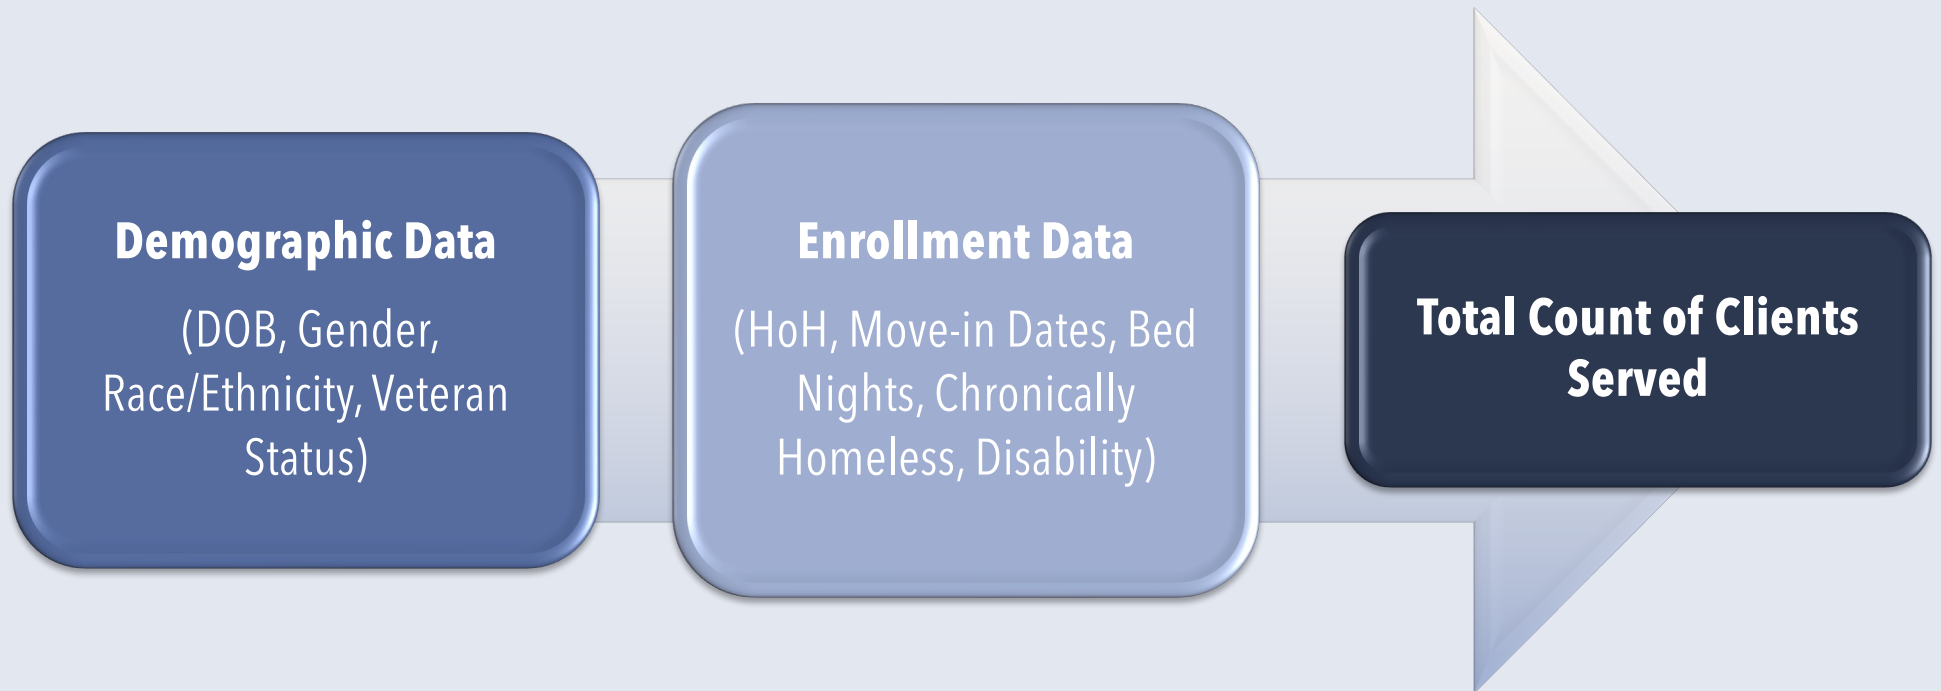 Demographic Data
(DOB, Gender,
Race/Ethnicity, Veteran
Status)
Enrollment Data
(HoH, Move-in Dates, Bed
Nights, Chronically
Homeless, Disability)
Total Count of Clients
Served